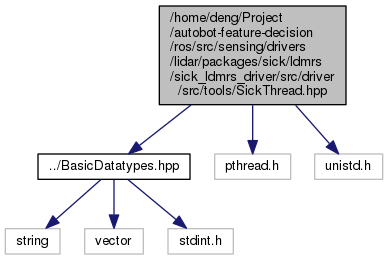 /home/deng/Project
/autobot-feature-decision
/ros/src/sensing/drivers
/lidar/packages/sick/ldmrs
/sick_ldmrs_driver/src/driver
/src/tools/SickThread.hpp
../BasicDatatypes.hpp
pthread.h
unistd.h
string
vector
stdint.h